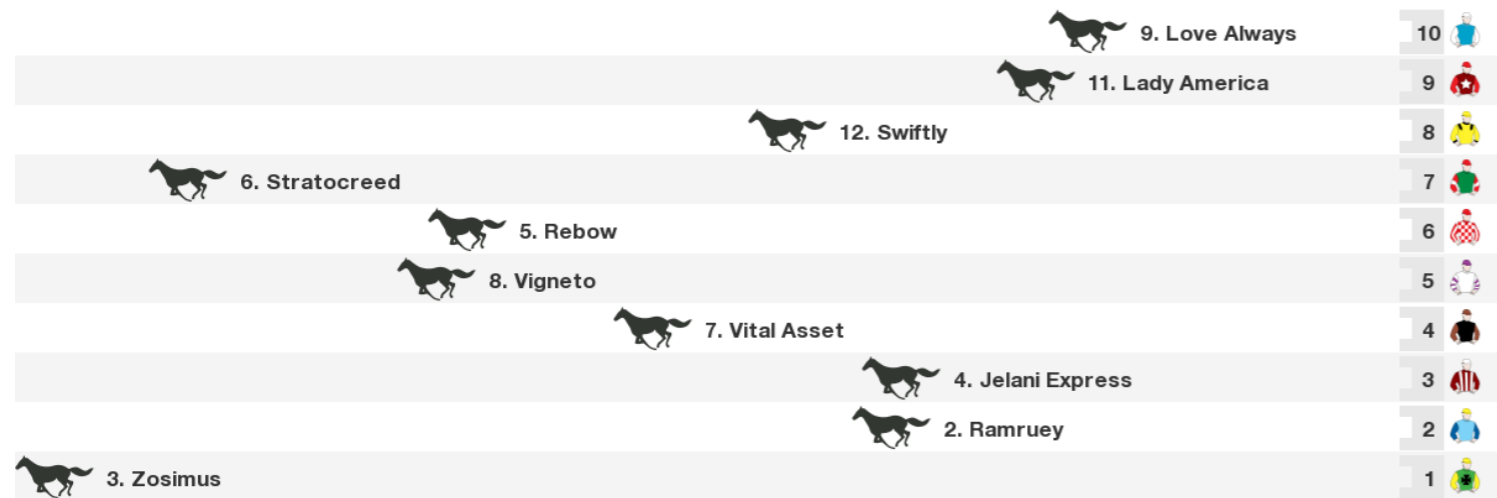 9. Love Always 10
11. Lady America 9
12. Swiftly 8
6. Stratocreed 7
5. Rebow 6
8. Vigneto 5
7. Vital Asset 4
4. Jelani Express 3
2. Ramruey 2
3. Zosimus 1